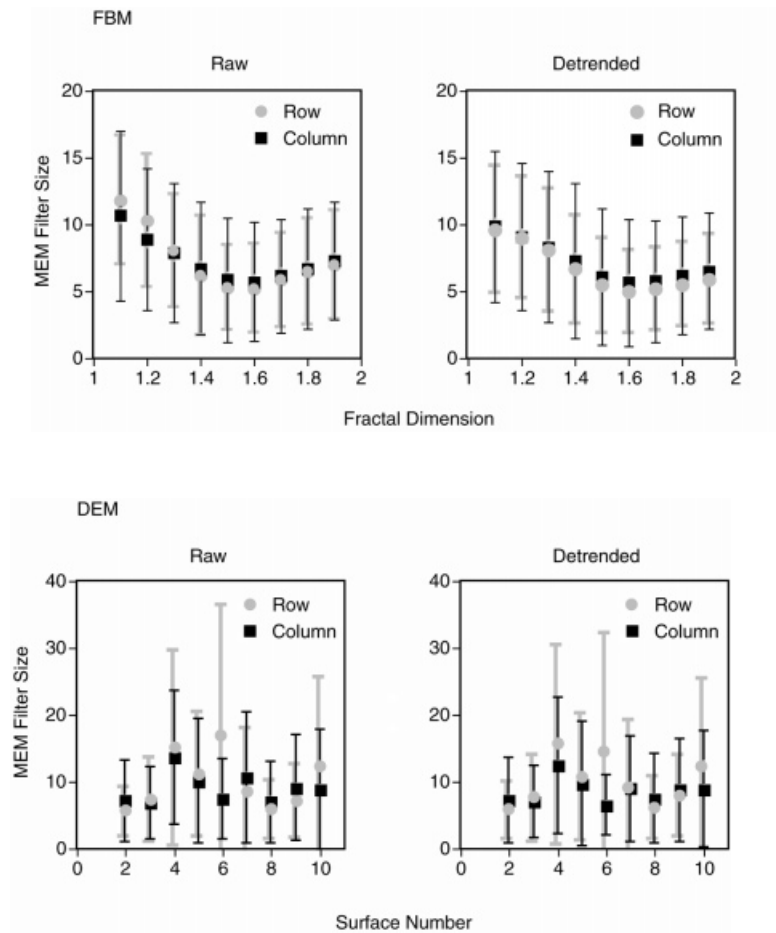 FBM
Raw
Detrended
20
15
10
5
0
MEM Filter Size
Row
Column
1
1.2
1.4
1.6
1.8
2
20
15
10
5
0
Row
Column
1
1.2
1.4
1.6
1.8
2
Fractal Dimension
DEM
Raw
Detrended
40
30
20
10
0
MEM Filter Size
Row
Column
0
2
4
6
8
10
40
30
20
10
0
Row
Column
0
2
4
6
8
10
Surface Number